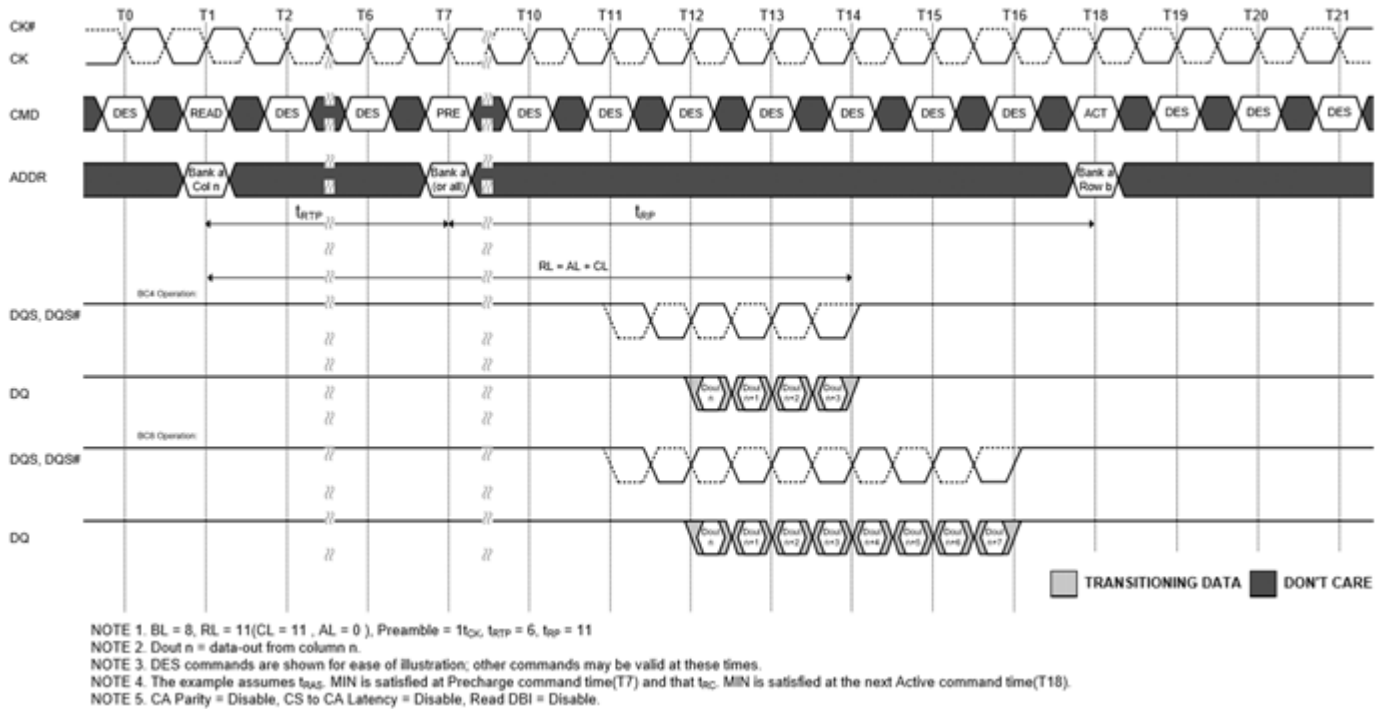 T0 T1 T2 T6 T7 T10 T11 T12 T13 T14 T15 T16 T18 T19 T20 T21
CK#
CK
CMD DES READ DES DES PRE DES DES DES DES DES DES DES ACT DES DES DES
ADDR
Bank a Bank a Bank a
Col n (or all) Row b
tRTP tRP
RL = AL + CL
BC4 Operation:
DQS, DQS#
DQ
Dout Dout Dout Dout
n n+1 n+2 n+3
BC8 Operation:
DQS, DQS#
DQ
Dout Dout Dout Dout Dout Dout Dout Dout
n n+1 n+2 n+3 n+4 n+5 n+6 n+7
TRANSITIONING DATA DON'T CARE
NOTE 1. BL = 8, RL = 11(CL = 11 , AL = 0 ), Preamble = 1tCK, tRTP = 6, tRP = 11
NOTE 2. Dout n = data-out from column n.
NOTE 3. DES commands are shown for ease of illustration; other commands may be valid at these times.
NOTE 4. The example assumes tRAS. MIN is satisfied at Precharge command time(T7) and that tRC. MIN is satisfied at the next Active command time(T18).
NOTE 5. CA Parity = Disable, CS to CA Latency = Disable, Read DBI = Disable.